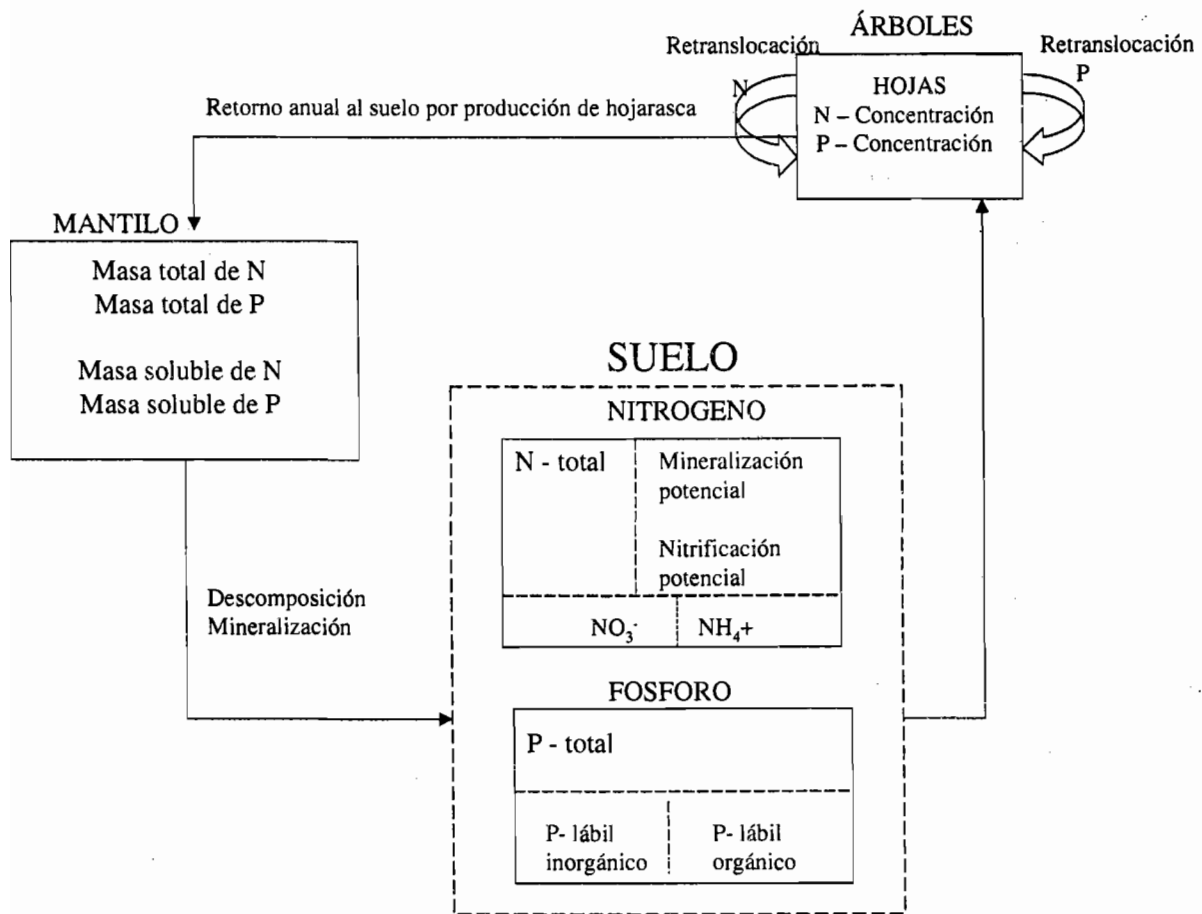 ÁRBOLES
Retranslocación
N
Retranslocación
P
HOJAS
N – Concentración
P – Concentración
Retorno anual al suelo por producción de hojarasca
MANTILO
Masa total de N
Masa total de P
Masa soluble de N
Masa soluble de P
Descomposición
Mineralización
SUELO
NITROGENO
N - total
Mineralización
potencial
Nitrificación
potencial
NO₃⁻
NH₄+
FOSFORO
P - total
P- lábil
inorgánico
P- lábil
orgánico